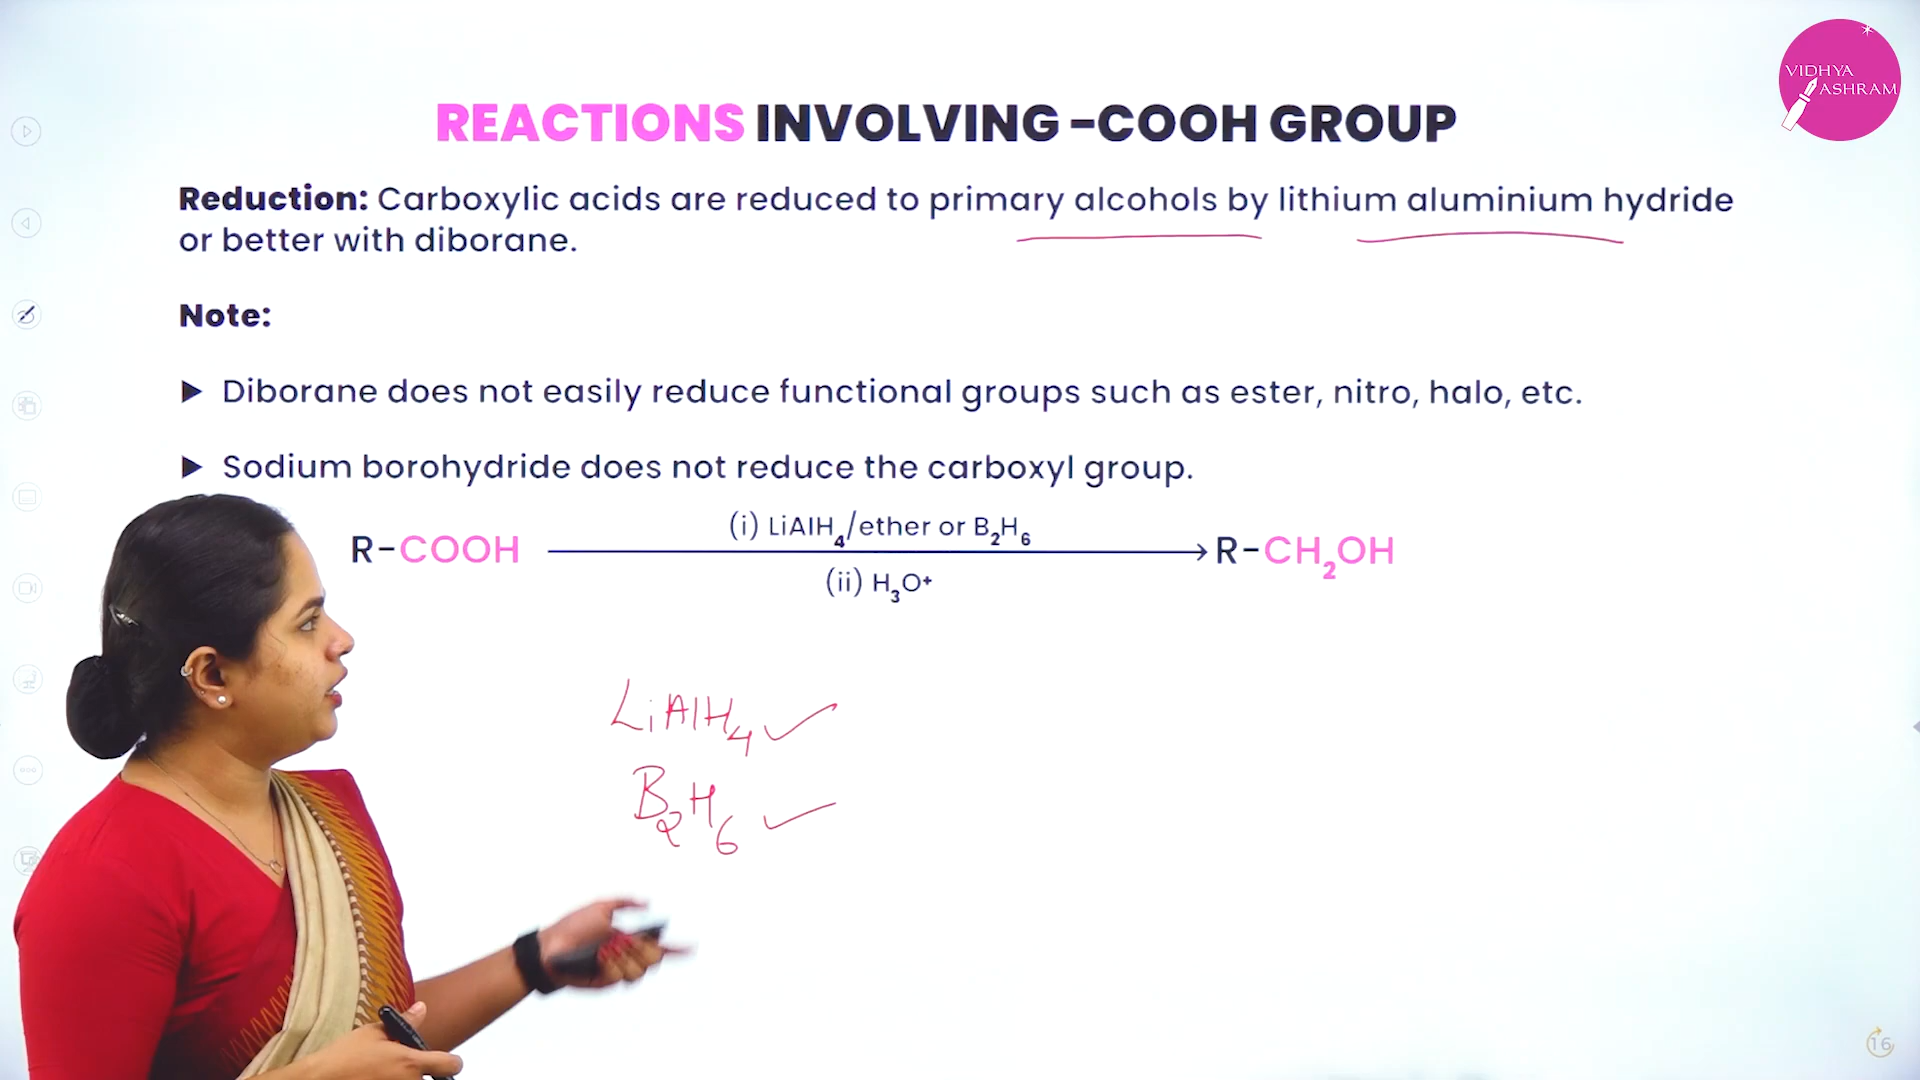 VIDHYA
ASHRAM
REACTIONS INVOLVING -COOH GROUP
Reduction: Carboxylic acids are reduced to primary alcohols by lithium aluminium hydride
or better with diborane.
Note:
► Diborane does not easily reduce functional groups such as ester, nitro, halo, etc.
► Sodium borohydride does not reduce the carboxyl group.
(i) LiAlH₄/ether or B₂H₆
R-COOH → R-CH₂OH
(ii) H₃O⁺
LiAlH₄ ✓
B₂H₆ ✓
16